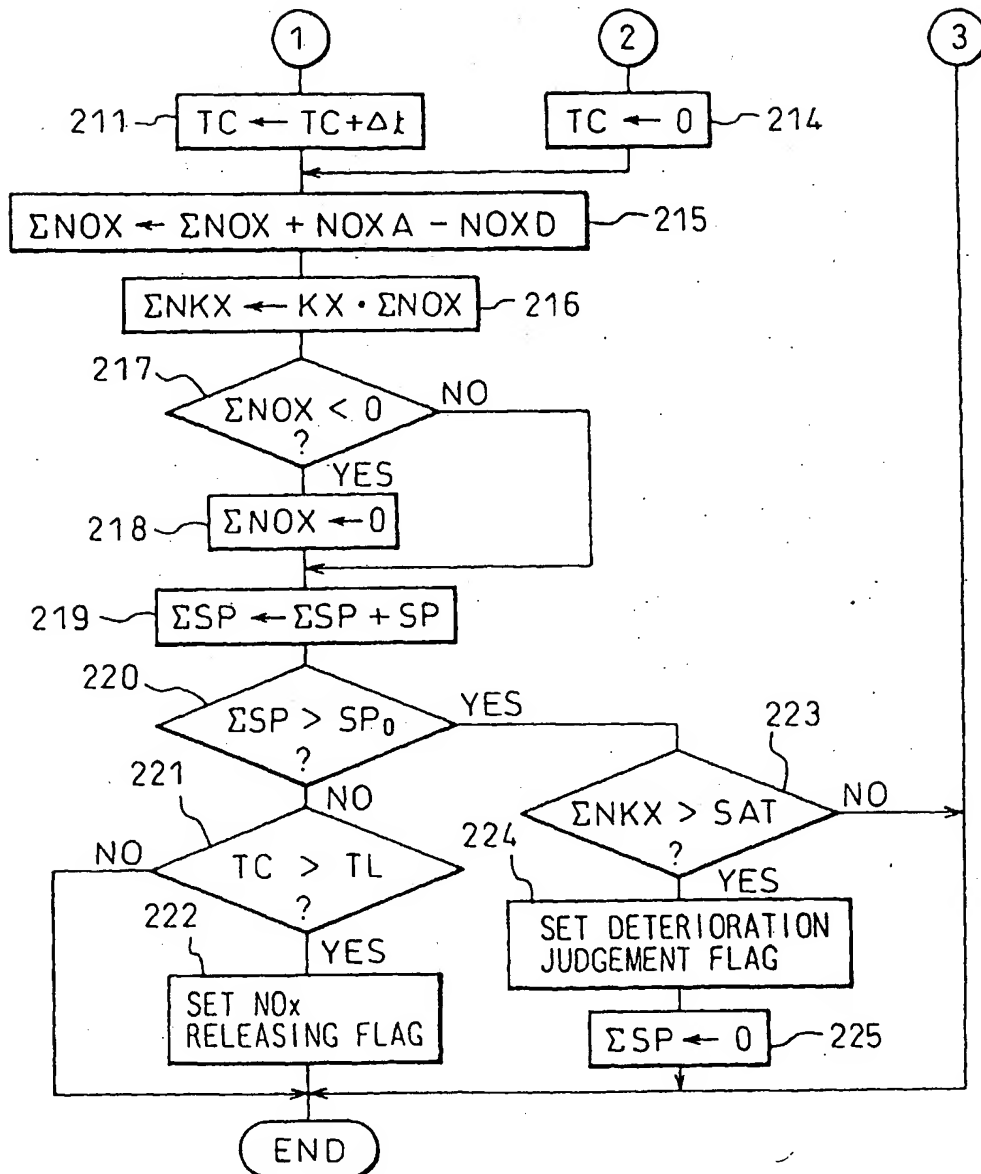 1
2
3
211
TC ← TC+Δt
TC ← 0
214
ΣNOX ← ΣNOX + NOXA − NOXD
215
ΣNKX ← KX · ΣNOX
216
217
ΣNOX < 0
?
NO
YES
218
ΣNOX ← 0
219
ΣSP ← ΣSP + SP
220
ΣSP > SP₀
?
YES
NO
223
ΣNKX > SAT
?
NO
YES
221
NO
TC > TL
?
YES
224
SET DETERIORATION
JUDGEMENT FLAG
222
SET NOx
RELEASING FLAG
ΣSP ← 0
225
END